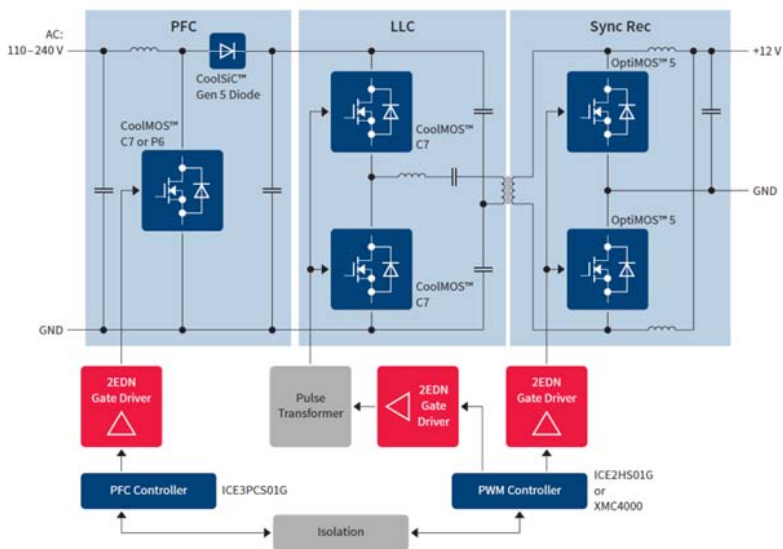 PFC
LLC
Sync Rec
AC:
110–240 V
CoolSiC™
Gen 5 Diode
CoolMOS™
C7 or P6
CoolMOS™
C7
CoolMOS™
C7
OptiMOS™ 5
OptiMOS™ 5
+12 V
GND
GND
2EDN
Gate Driver
Pulse
Transformer
2EDN
Gate
Driver
2EDN
Gate Driver
PFC Controller
ICE3PCS01G
PWM Controller
ICE2HS01G
or
XMC4000
Isolation